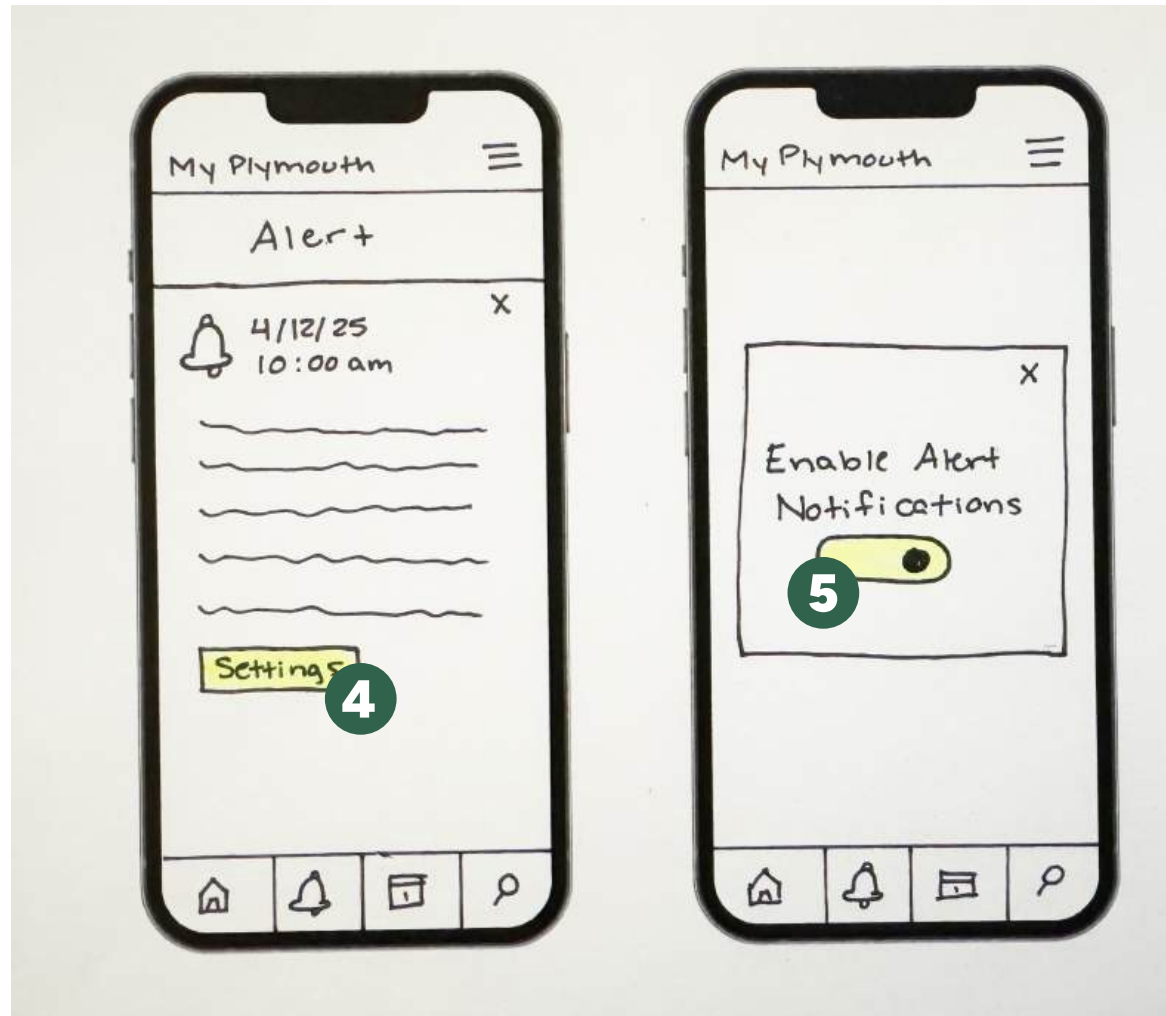 My Plymouth
Alert
X
4/12/25
10:00 am
Settings
4
My Plymouth
X
Enable Alert
Notifications
5